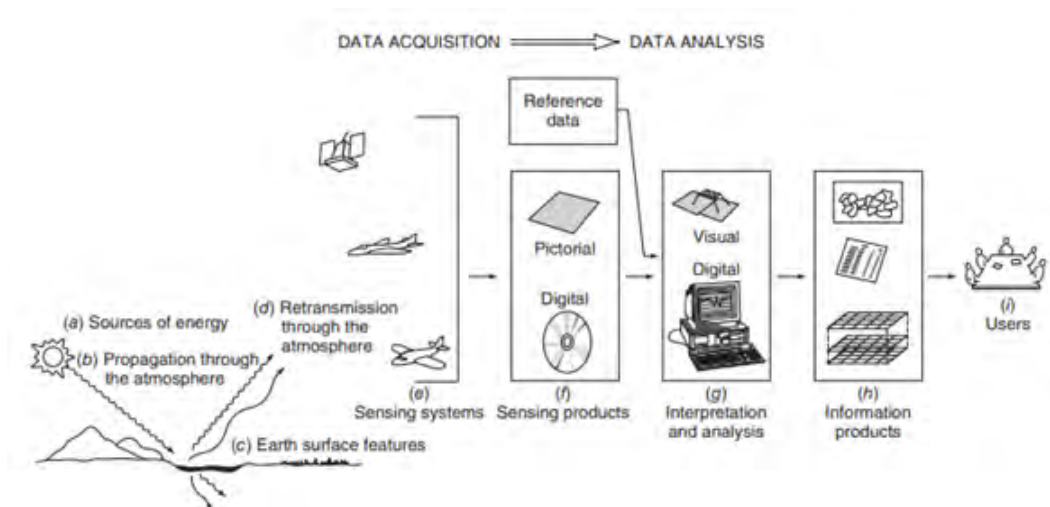 DATA ACQUISITION DATA ANALYSIS
Reference
data
Pictorial
Digital
Visual
Digital
(a) Sources of energy
(b) Propagation through
the atmosphere
(c) Earth surface features
(d) Retransmission
through the
atmosphere
(e)
Sensing systems
(f)
Sensing products
(g)
Interpretation
and analysis
(h)
Information
products
(i)
Users